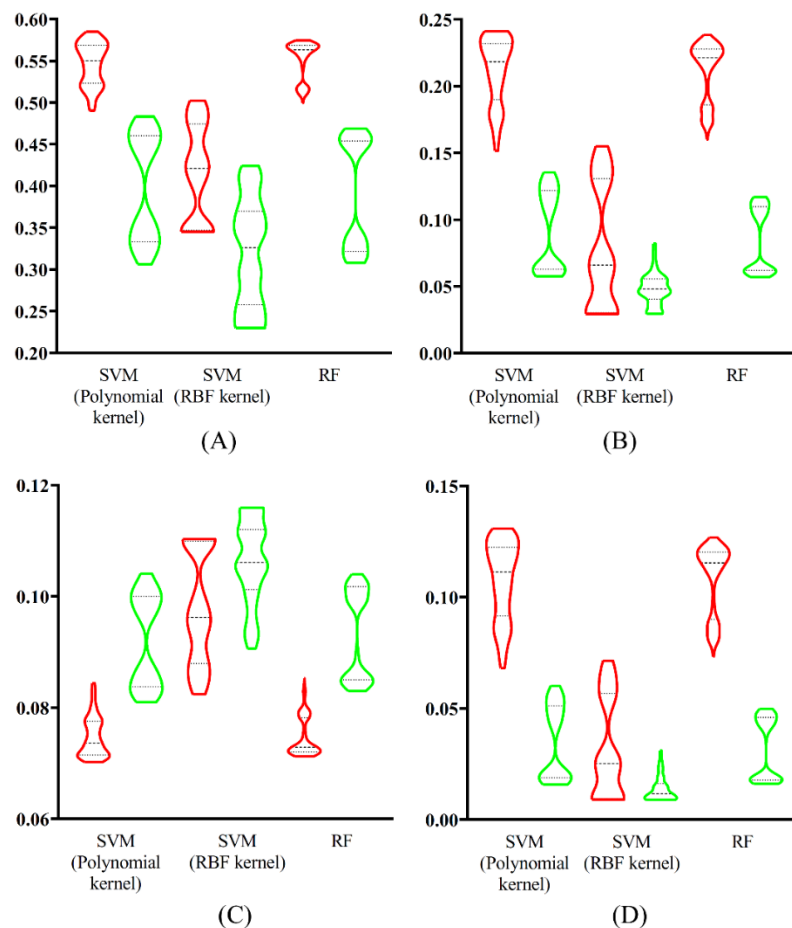 0.60
0.55
0.50
0.45
0.40
0.35
0.30
0.25
0.20
SVM
(Polynomial
kernel)
SVM
(RBF kernel)
RF
(A)
0.25
0.20
0.15
0.10
0.05
0.00
SVM
(Polynomial
kernel)
SVM
(RBF kernel)
RF
(B)
0.12
0.10
0.08
0.06
SVM
(Polynomial
kernel)
SVM
(RBF kernel)
RF
(C)
0.15
0.10
0.05
0.00
SVM
(Polynomial
kernel)
SVM
(RBF kernel)
RF
(D)